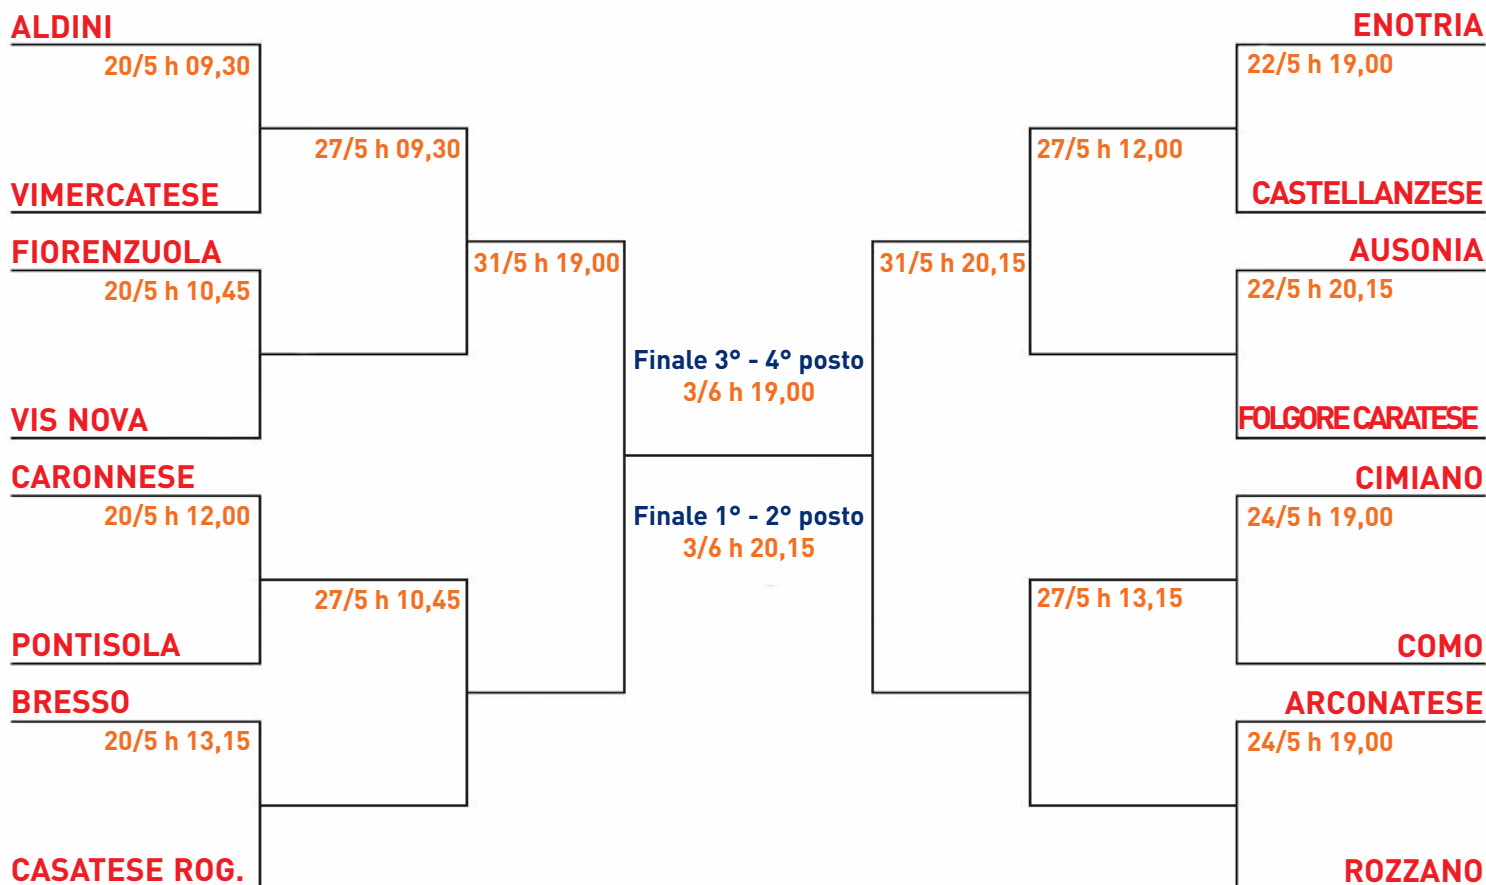 ALDINI
20/5 h 09,30
VIMERCATESE
FIORENZUOLA
20/5 h 10,45
VIS NOVA
CARONNESE
20/5 h 12,00
PONTISOLA
BRESSO
20/5 h 13,15
CASATESE ROG.
27/5 h 09,30
27/5 h 10,45
31/5 h 19,00
Finale 3° - 4° posto
3/6 h 19,00
Finale 1° - 2° posto
3/6 h 20,15
31/5 h 20,15
27/5 h 12,00
27/5 h 13,15
ENOTRIA
22/5 h 19,00
CASTELLANZESE
AUSONIA
22/5 h 20,15
FOLGORE CARATESE
CIMIANO
24/5 h 19,00
COMO
ARCONATESE
24/5 h 19,00
ROZZANO